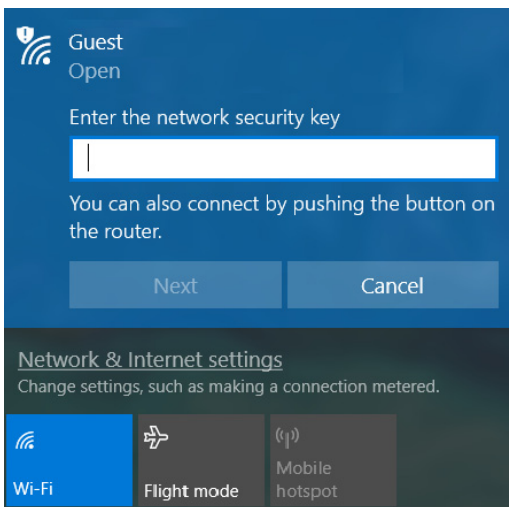 Guest
Open
Enter the network security key
You can also connect by pushing the button on
the router.
Next
Cancel
Network & Internet settings
Change settings, such as making a connection metered.
Wi-Fi
Flight mode
Mobile
hotspot